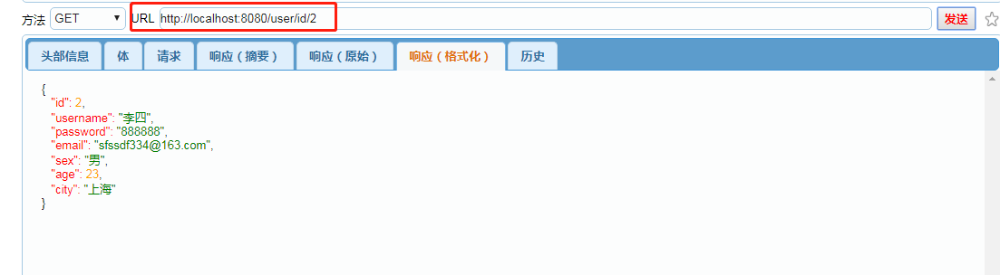 方法 GET URL http://localhost:8080/user/id/2 发送
头部信息 体 请求 响应（摘要） 响应（原始） 响应（格式化） 历史
{
"id": 2,
"username": "李四",
"password": "888888",
"email": "sfssdf334@163.com",
"sex": "男",
"age": 23,
"city": "上海"
}